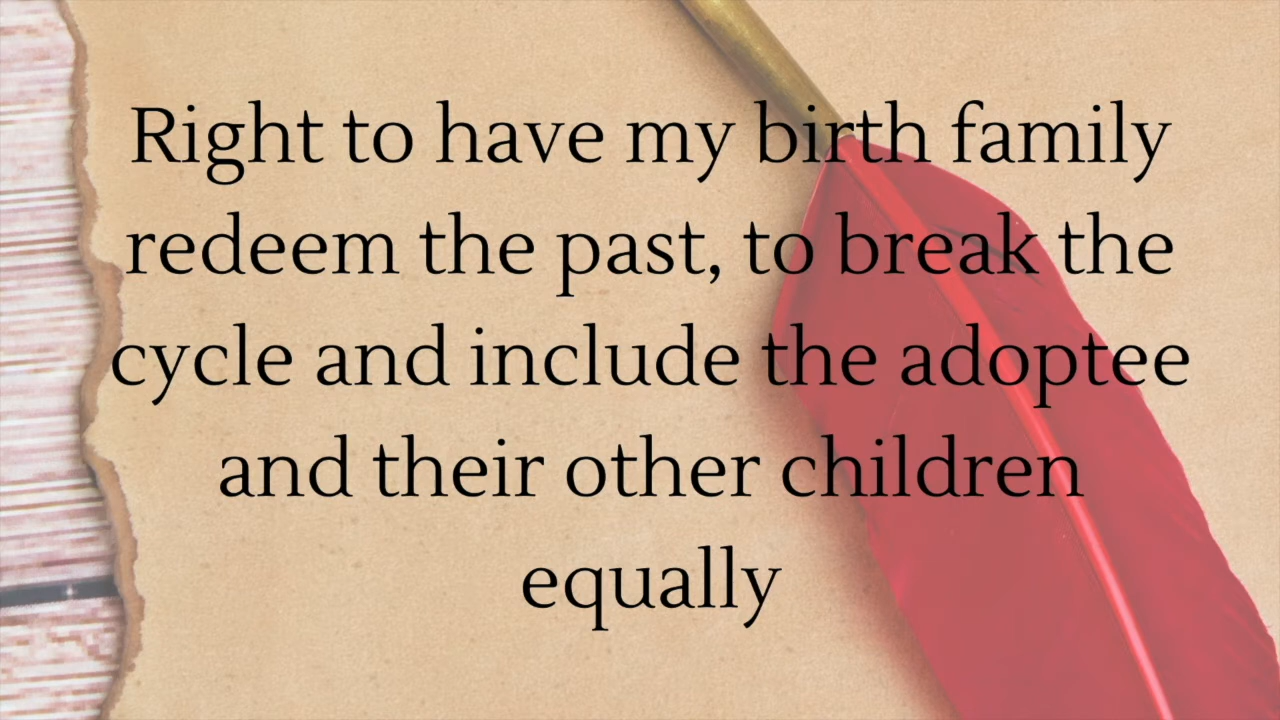 Right to have my birth family
redeem the past, to break the
cycle and include the adoptee
and their other children
equally